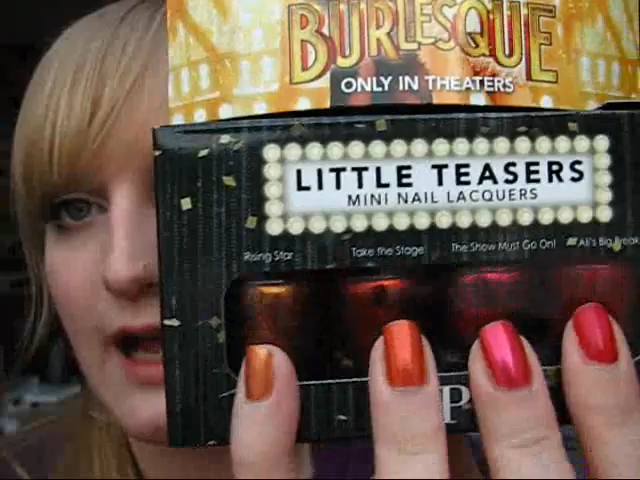 BURLESQUE
ONLY IN THEATERS
LITTLE TEASERS
MINI NAIL LACQUERS
Rising Star Take the Stage The Show Must Go On! Ali's Big Break
P